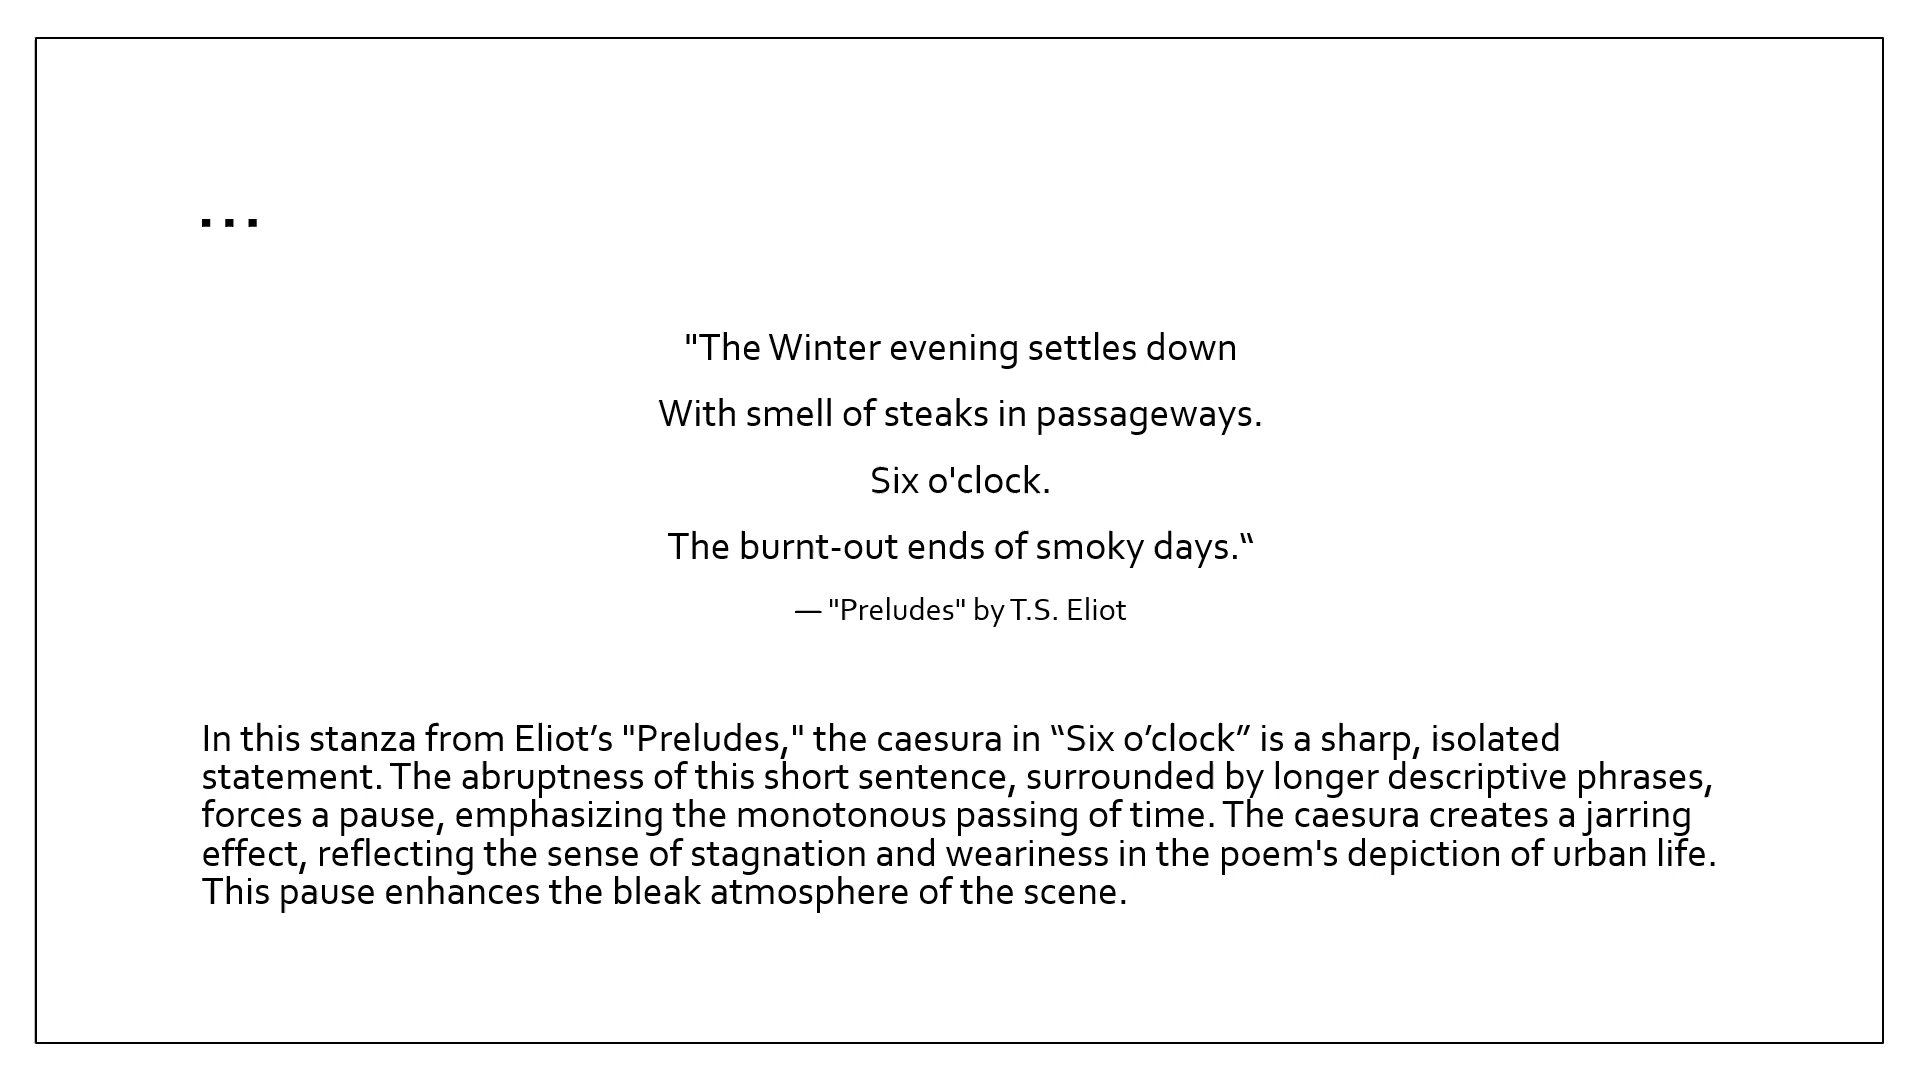 ...
"The Winter evening settles down
With smell of steaks in passageways.
Six o'clock.
The burnt-out ends of smoky days.“
— "Preludes" by T.S. Eliot
In this stanza from Eliot’s "Preludes," the caesura in “Six o’clock” is a sharp, isolated
statement. The abruptness of this short sentence, surrounded by longer descriptive phrases,
forces a pause, emphasizing the monotonous passing of time. The caesura creates a jarring
effect, reflecting the sense of stagnation and weariness in the poem's depiction of urban life.
This pause enhances the bleak atmosphere of the scene.